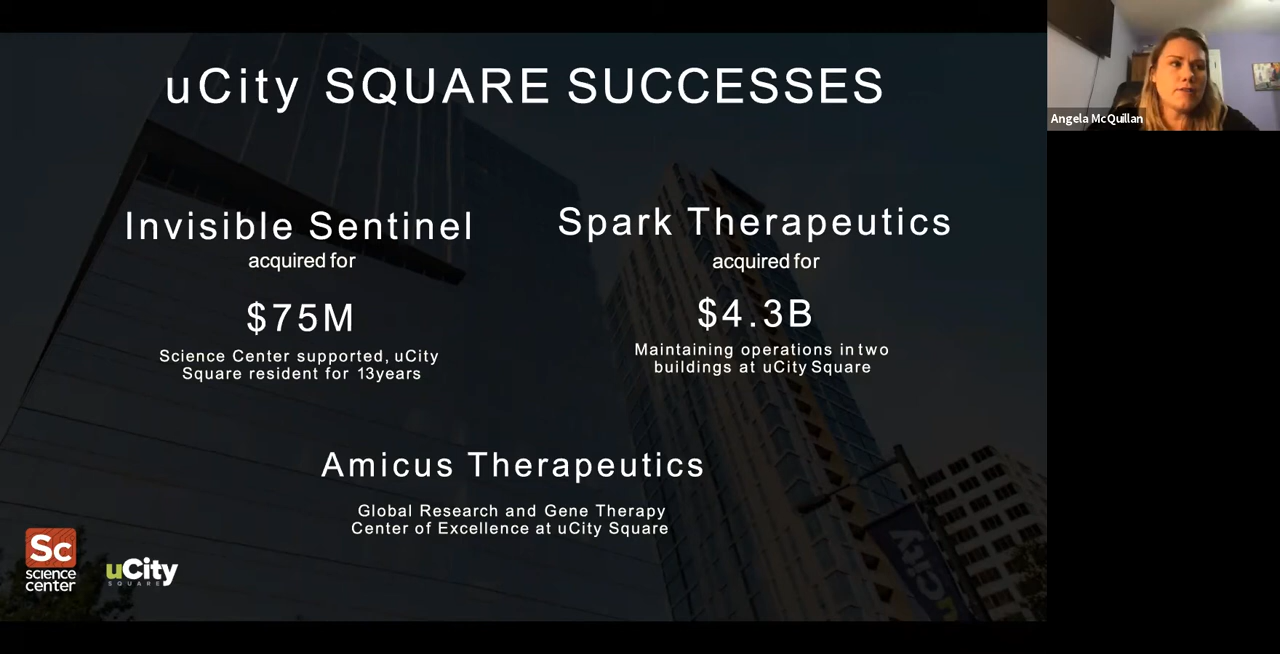 uCity SQUARE SUCCESSES
Angela McQuillan
Invisible Sentinel
acquired for
$75M
Science Center supported, uCity
Square resident for 13years
Spark Therapeutics
acquired for
$4.3B
Maintaining operations in two
buildings at uCity Square
Amicus Therapeutics
Global Research and Gene Therapy
Center of Excellence at uCity Square
Sc
science
center
uCity
SQUARE
uCity